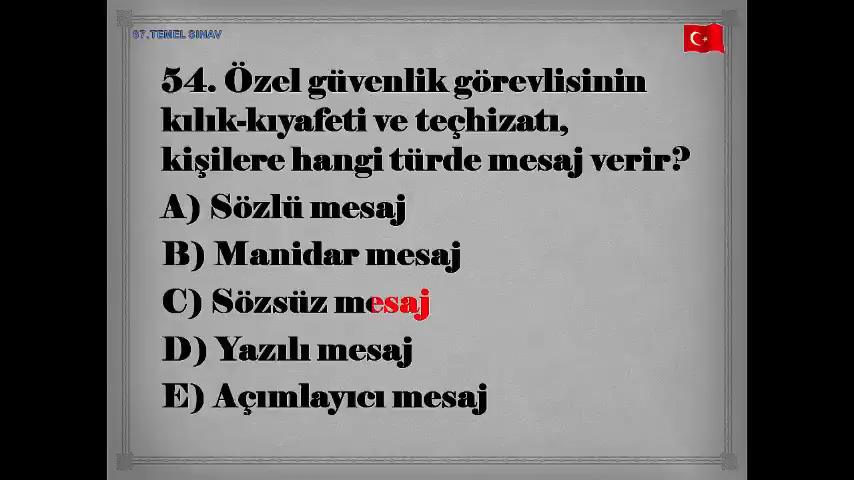 67.TEMEL SINAV
54. Özel güvenlik görevlisinin
kılık-kıyafeti ve teçhizatı,
kişilere hangi türde mesaj verir?
A) Sözlü mesaj
B) Manidar mesaj
C) Sözsüz mesaj
D) Yazılı mesaj
E) Açımlayıcı mesaj